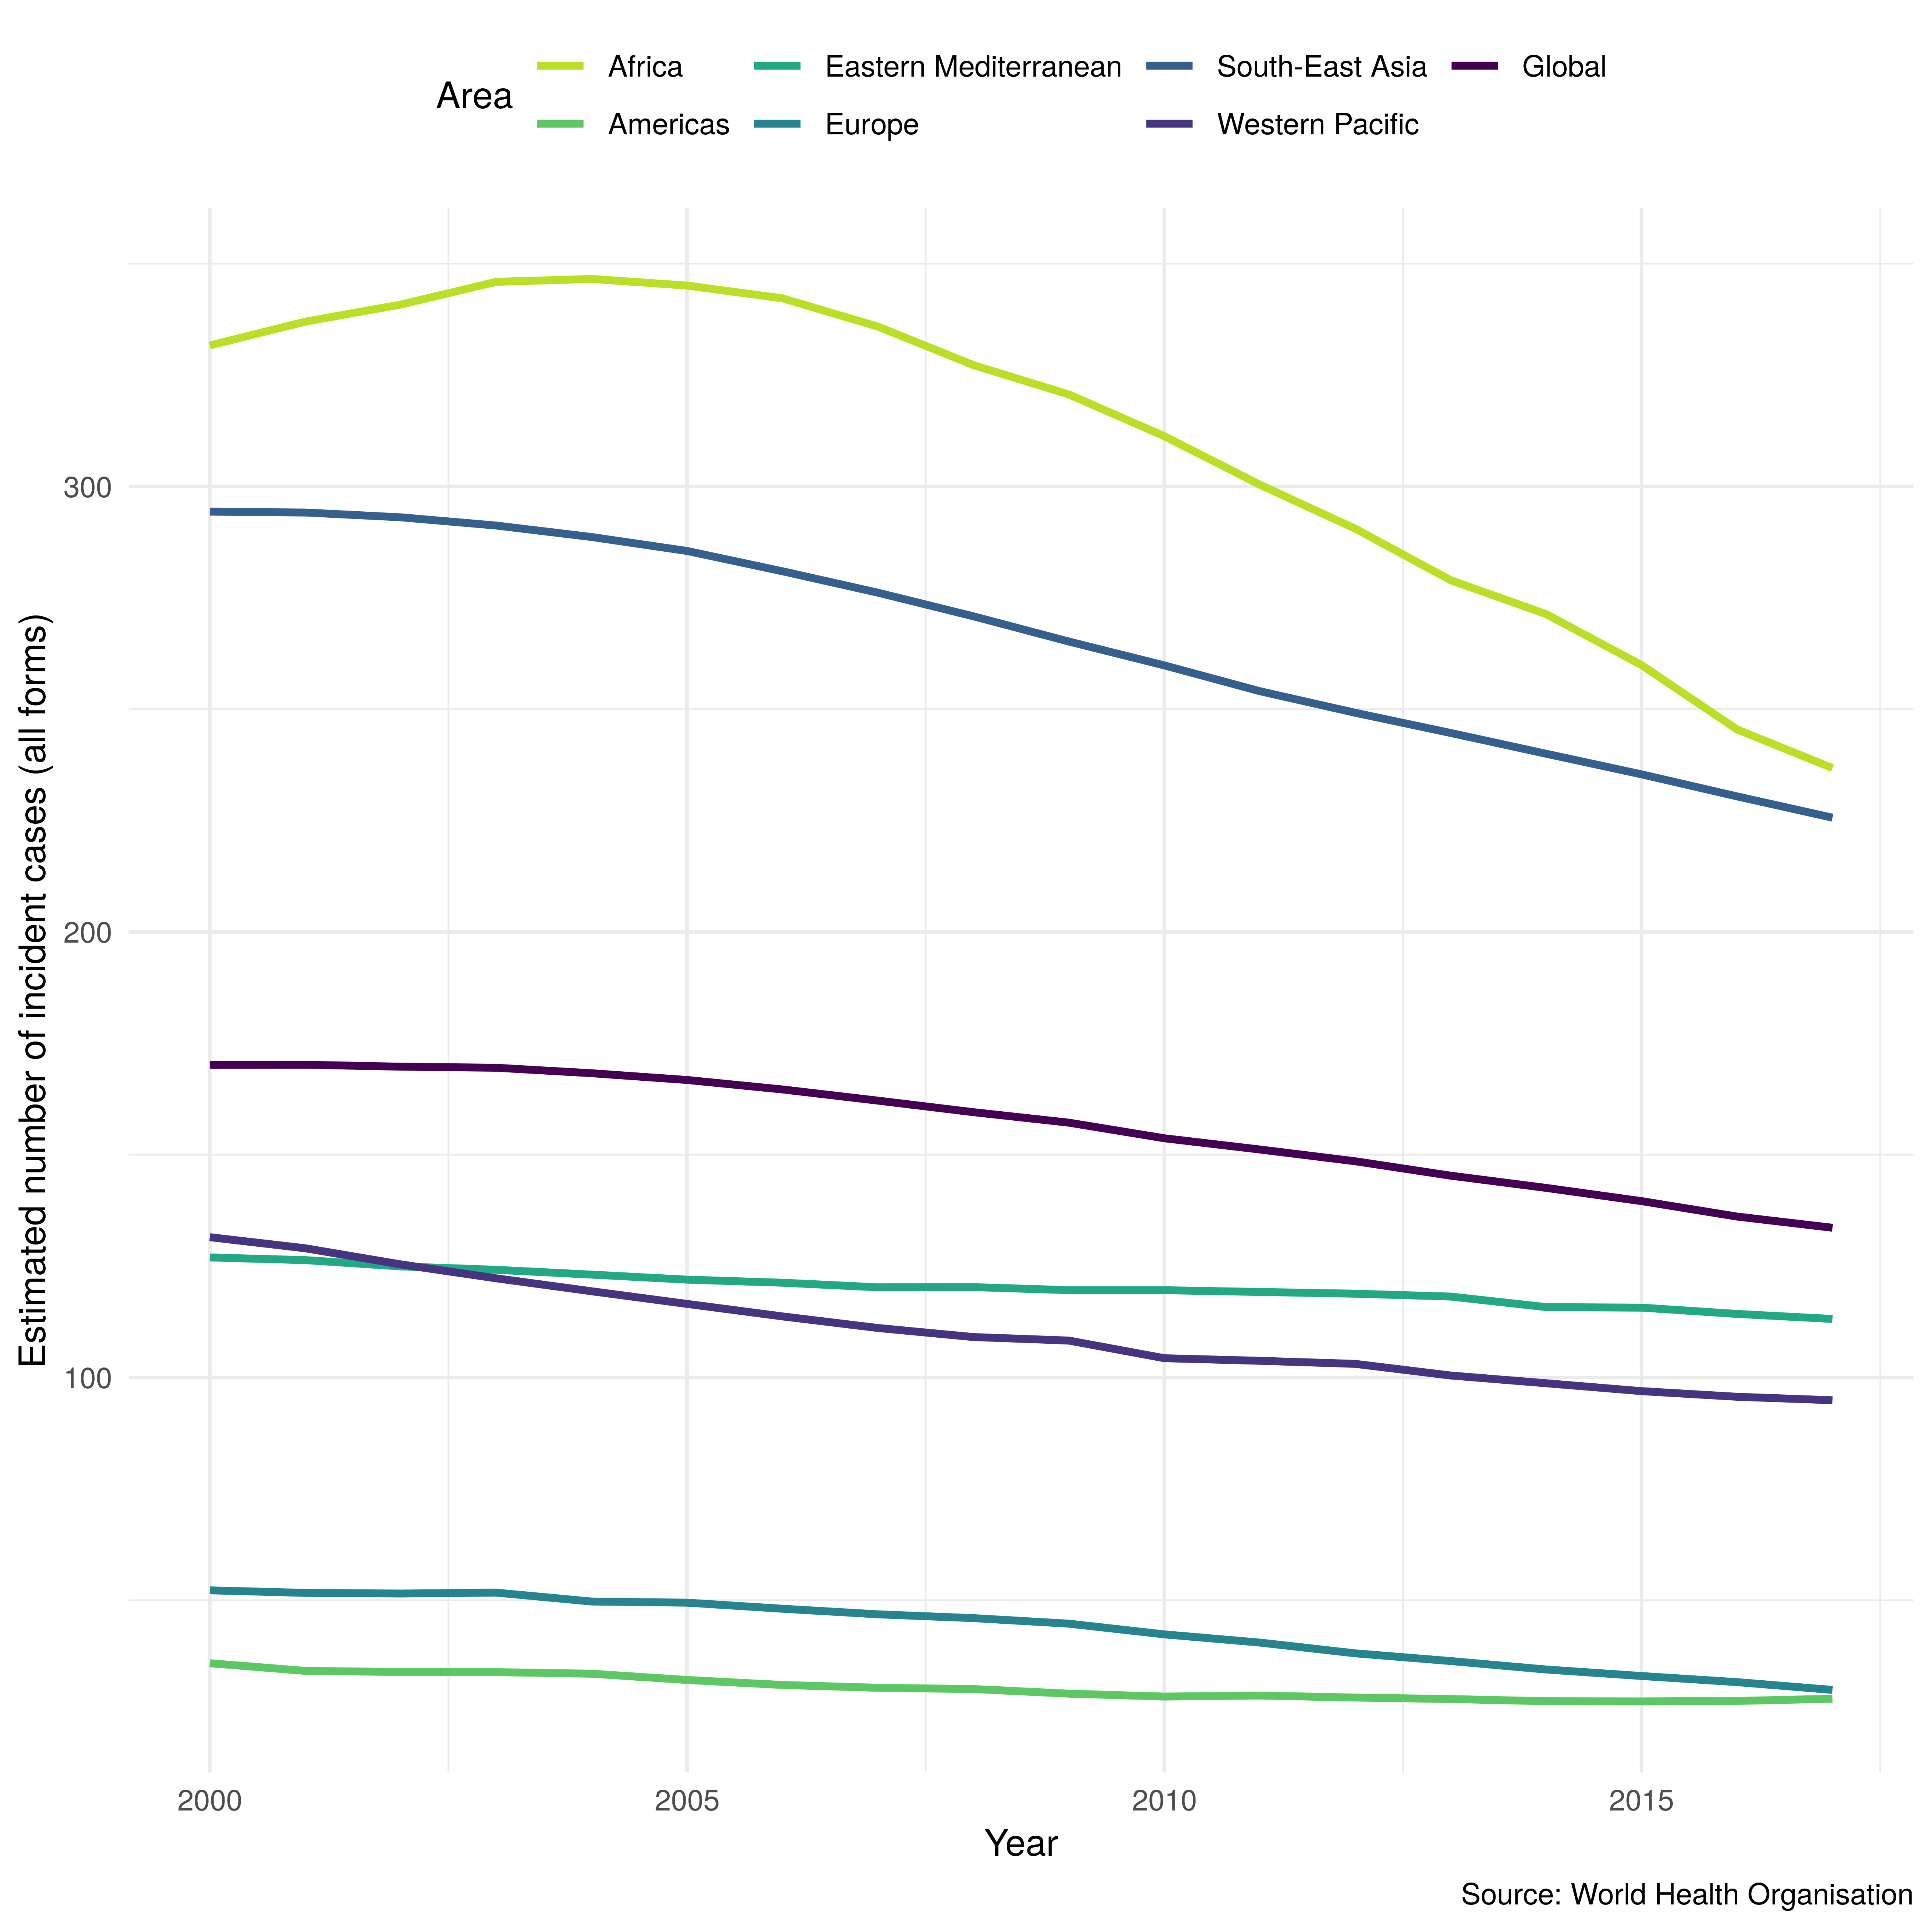 Area
Africa
Eastern Mediterranean
South-East Asia
Global
Americas
Europe
Western Pacific
Estimated number of incident cases (all forms)
300
200
100
2000
2005
2010
2015
Year
Source: World Health Organisation